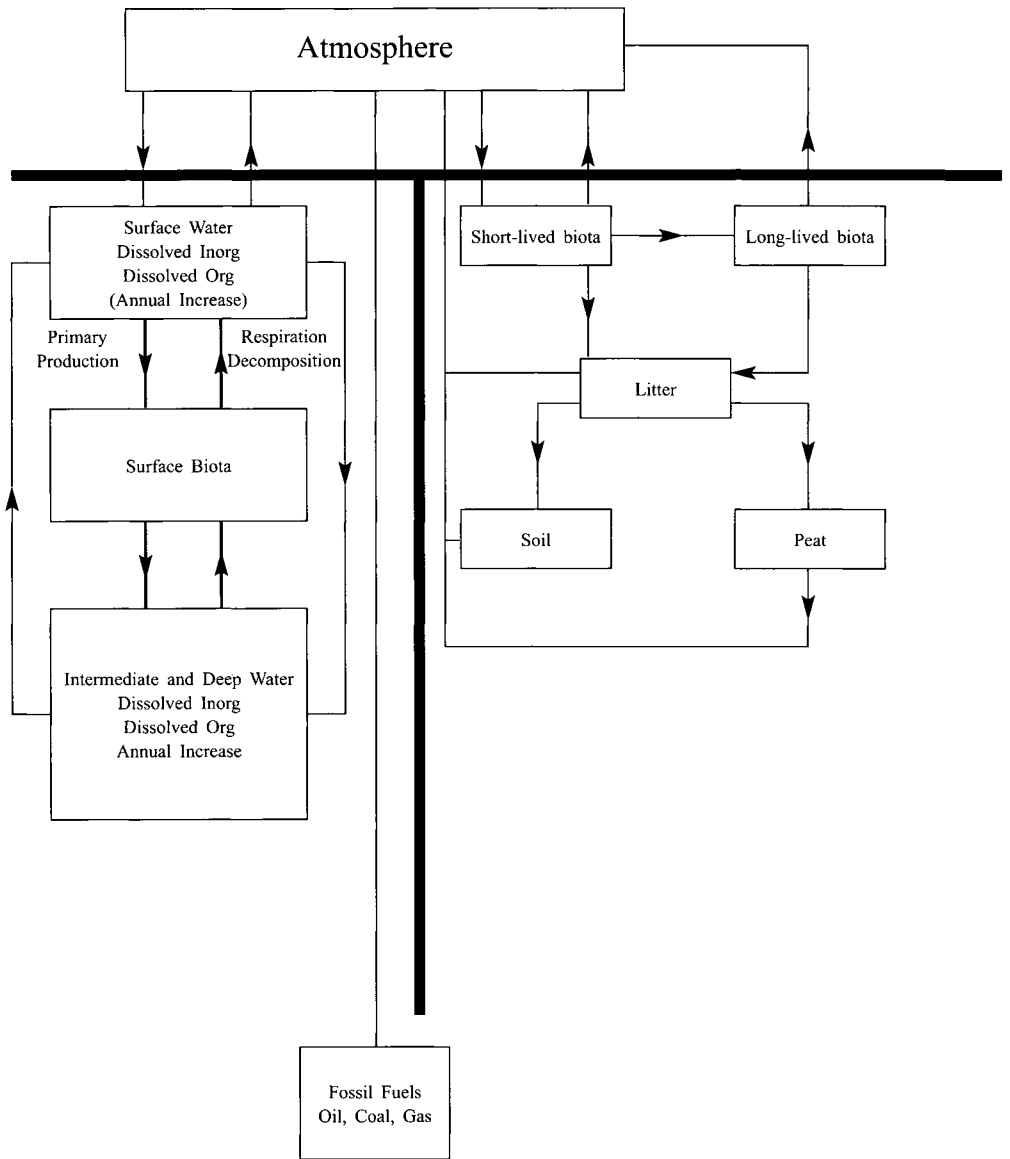 Atmosphere
Surface Water
Dissolved Inorg
Dissolved Org
(Annual Increase)
Primary
Production
Respiration
Decomposition
Surface Biota
Intermediate and Deep Water
Dissolved Inorg
Dissolved Org
Annual Increase
Short-lived biota
Long-lived biota
Litter
Soil
Peat
Fossil Fuels
Oil, Coal, Gas